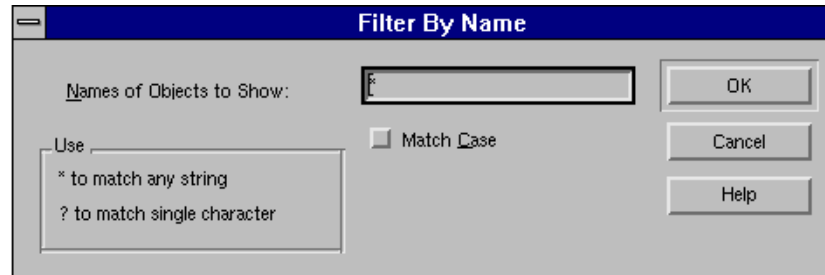 Filter By Name
Names of Objects to Show:
*
OK
Match Case
Cancel
Use
* to match any string
? to match single character
Help